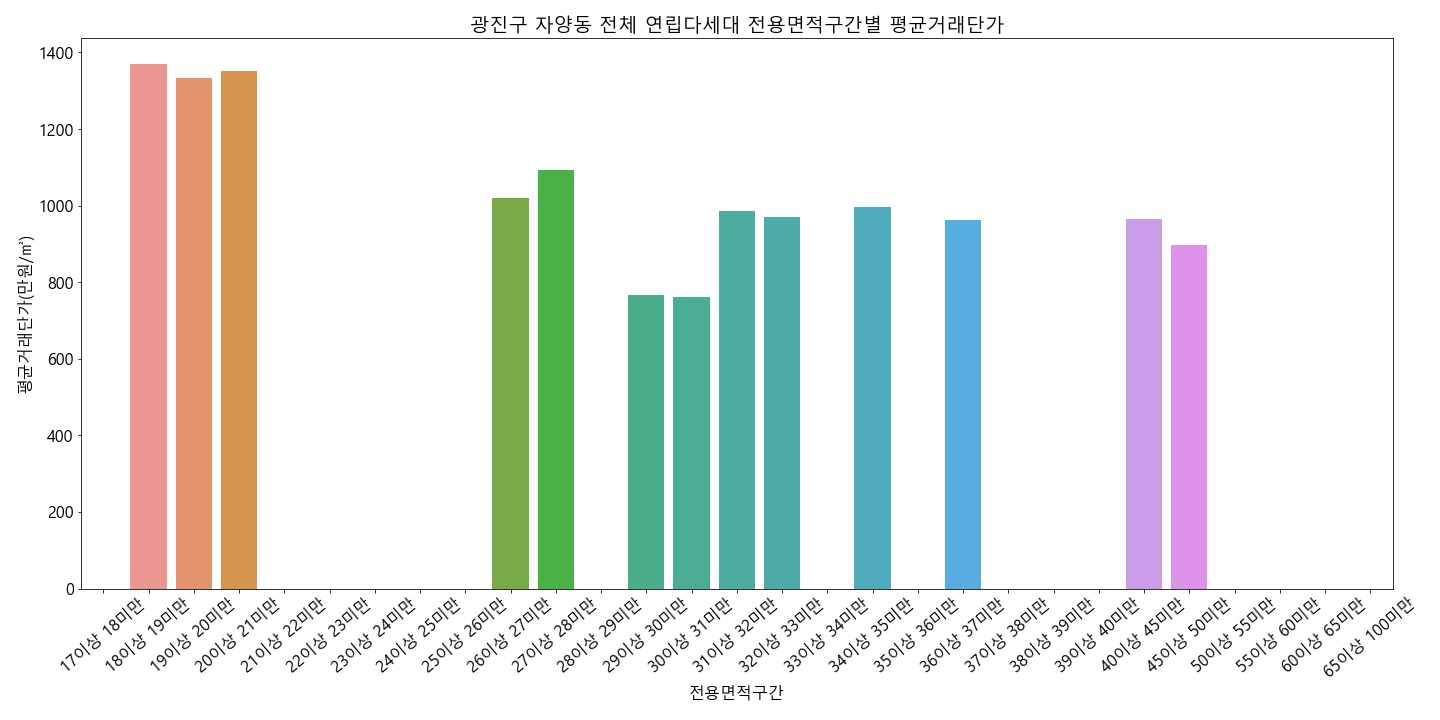 광진구 자양동 전체 연립다세대 전용면적구간별 평균거래단가
평균거래단가(만원/㎡)
1400
1200
1000
800
600
400
200
0
17이상 18미만
18이상 19미만
19이상 20미만
20이상 21미만
21이상 22미만
22이상 23미만
23이상 24미만
24이상 25미만
25이상 26미만
26이상 27미만
27이상 28미만
28이상 29미만
29이상 30미만
30이상 31미만
31이상 32미만
32이상 33미만
33이상 34미만
34이상 35미만
35이상 36미만
36이상 37미만
37이상 38미만
38이상 39미만
39이상 40미만
40이상 45미만
45이상 50미만
50이상 55미만
55이상 60미만
60이상 65미만
65이상 100미만
전용면적구간